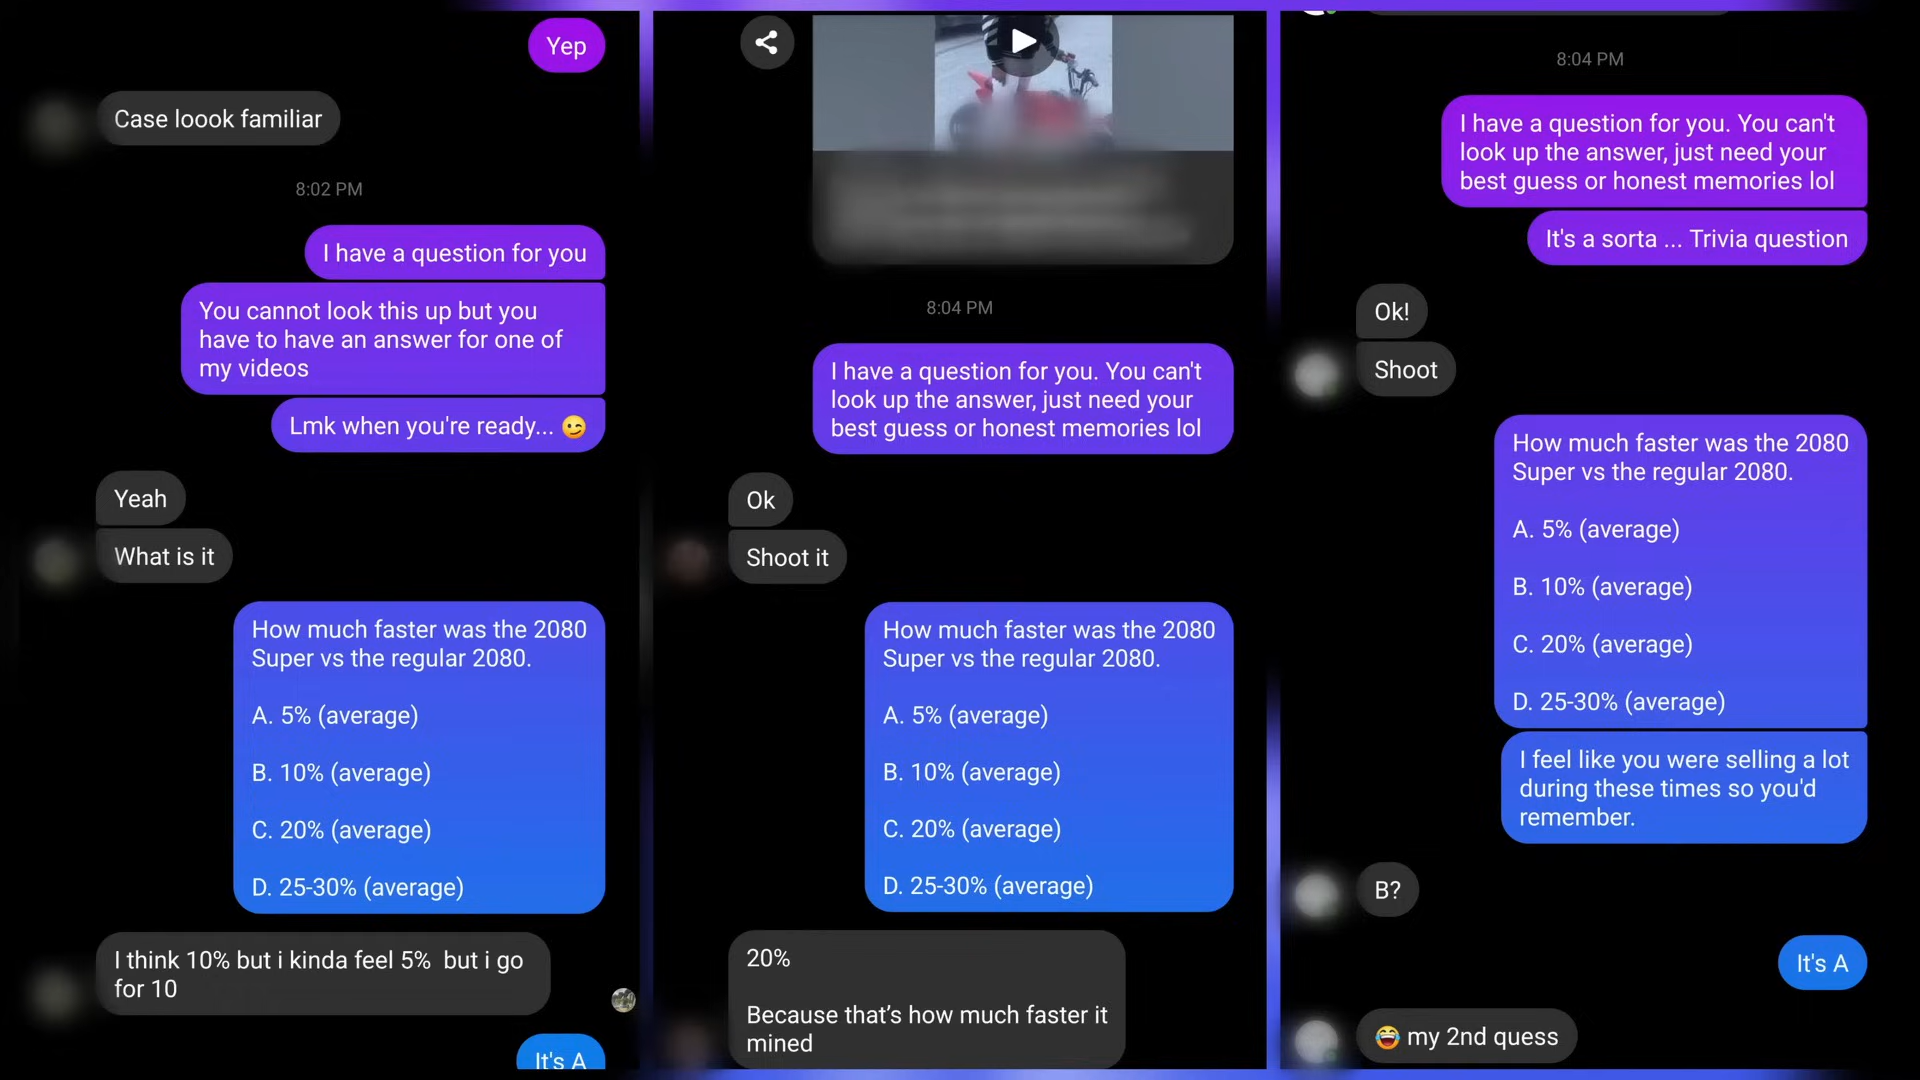 Yep
Case loook familiar
8:02 PM
I have a question for you
You cannot look this up but you
have to have an answer for one of
my videos
Lmk when you're ready... 😉
Yeah
What is it
How much faster was the 2080
Super vs the regular 2080.
A. 5% (average)
B. 10% (average)
C. 20% (average)
D. 25-30% (average)
I think 10% but i kinda feel 5%  but i go
for 10
It's A
8:04 PM
I have a question for you. You can't
look up the answer, just need your
best guess or honest memories lol
Ok
Shoot it
How much faster was the 2080
Super vs the regular 2080.
A. 5% (average)
B. 10% (average)
C. 20% (average)
D. 25-30% (average)
20%
Because that’s how much faster it
mined
8:04 PM
I have a question for you. You can't
look up the answer, just need your
best guess or honest memories lol
It's a sorta ... Trivia question
Ok!
Shoot
How much faster was the 2080
Super vs the regular 2080.
A. 5% (average)
B. 10% (average)
C. 20% (average)
D. 25-30% (average)
I feel like you were selling a lot
during these times so you'd
remember.
B?
It's A
😂 my 2nd quess